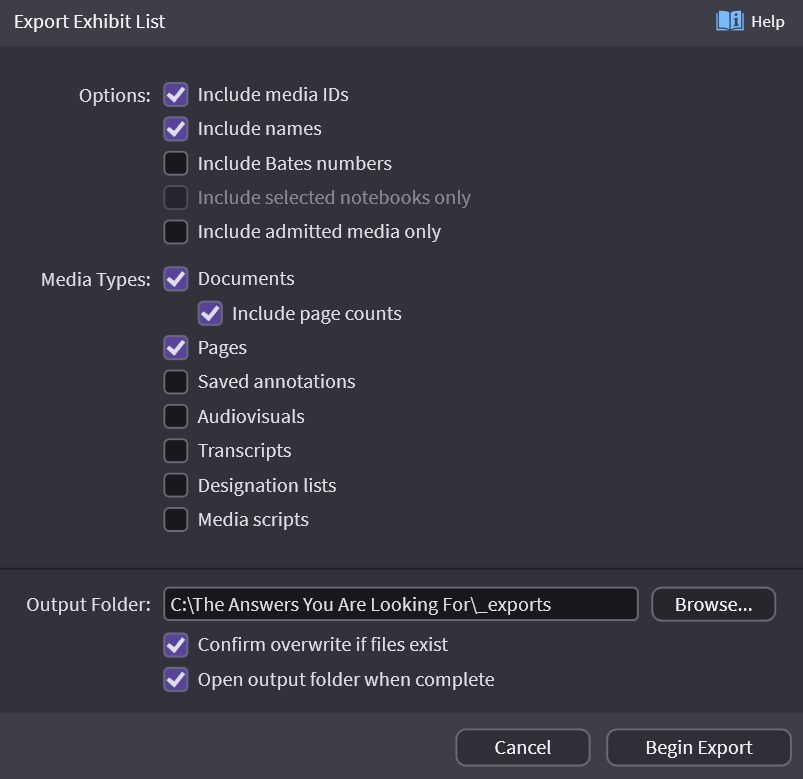 Export Exhibit List Help
Options: Include media IDs
Include names
Include Bates numbers
Include selected notebooks only
Include admitted media only
Media Types: Documents
Include page counts
Pages
Saved annotations
Audiovisuals
Transcripts
Designation lists
Media scripts
Output Folder: C:\The Answers You Are Looking For\_exports Browse...
Confirm overwrite if files exist
Open output folder when complete
Cancel Begin Export